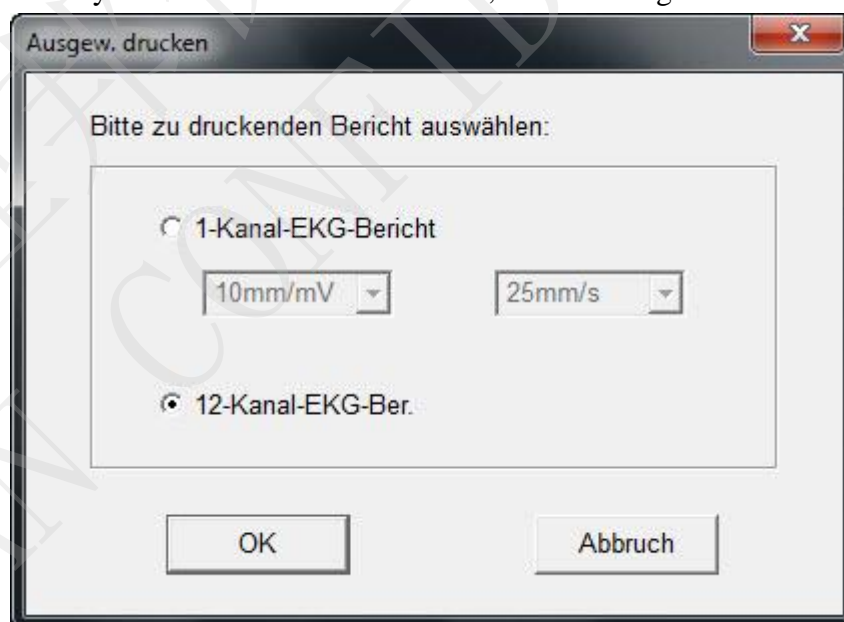 Ausgew. drucken
Bitte zu druckenden Bericht auswählen:
1-Kanal-EKG-Bericht
10mm/mV 25mm/s
12-Kanal-EKG-Ber.
OK Abbruch